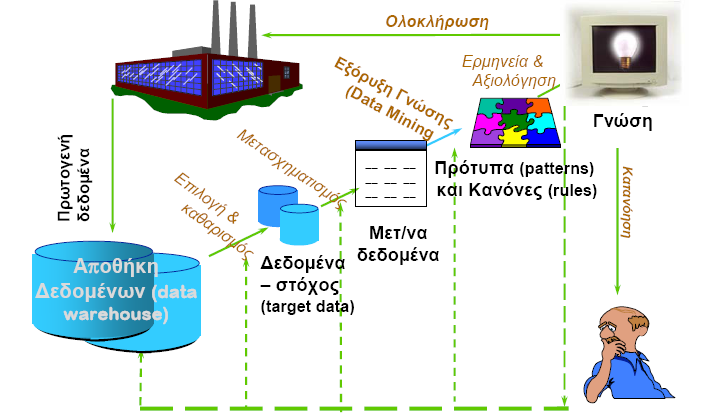 Ολοκλήρωση
Ερμηνεία &
Αξιολόγηση
Εξόρυξη Γνώσης
(Data Mining
Γνώση
Πρωτογενή
δεδομένα
Μετασχηματισμός
Επιλογή &
καθαρισμός
Πρότυπα (patterns)
και Κανόνες (rules)
Κατανόηση
Μετ/να
δεδομένα
Αποθήκη
Δεδομένων (data
warehouse)
Δεδομένα
– στόχος
(target data)